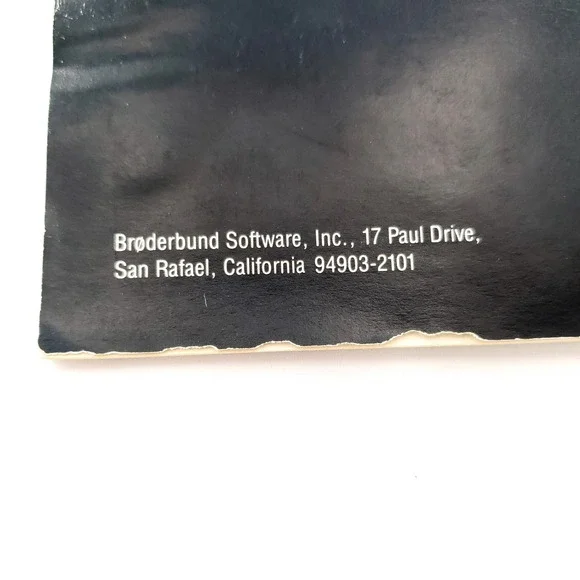 Brøderbund Software, Inc., 17 Paul Drive,
San Rafael, California 94903-2101